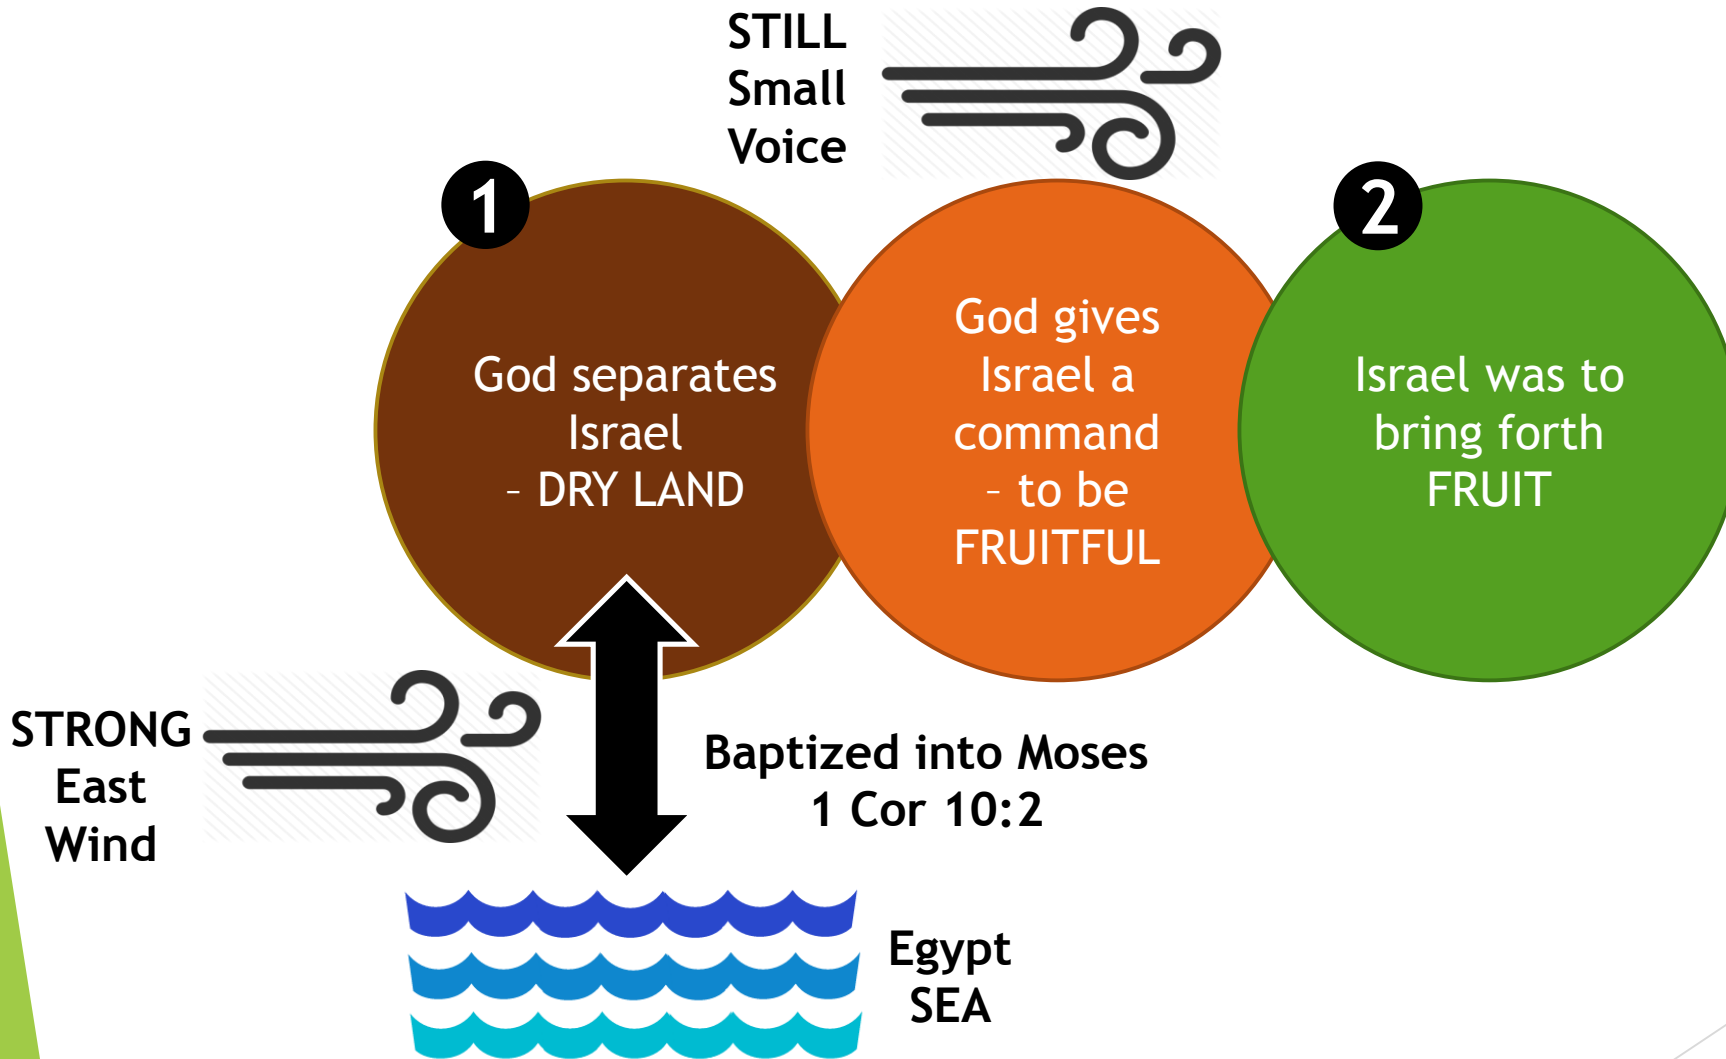 STILL
Small
Voice
1
God separates
Israel
- DRY LAND
God gives
Israel a
command
- to be
FRUITFUL
2
Israel was to
bring forth
FRUIT
STRONG
East
Wind
Baptized into Moses
1 Cor 10:2
Egypt
SEA